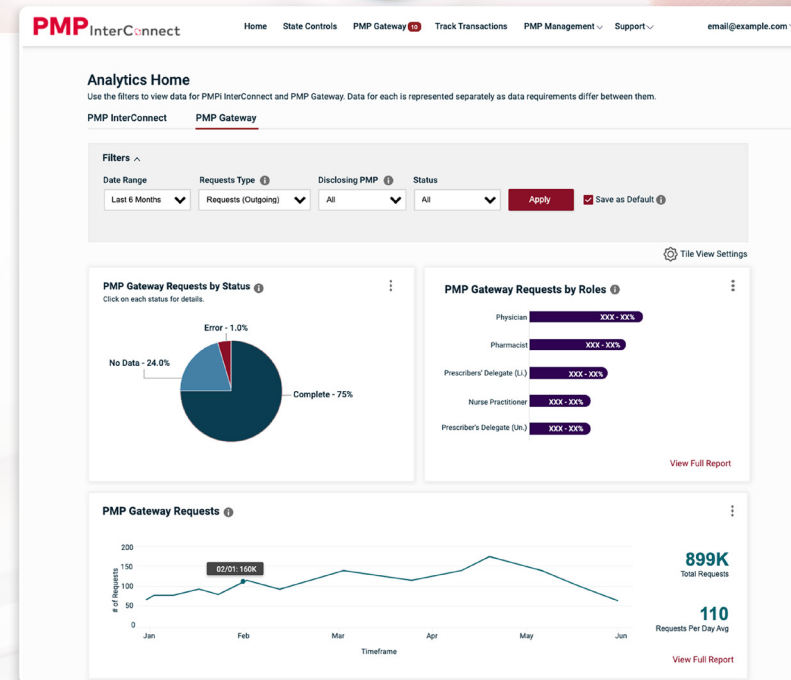 PMP InterConnect
Home State Controls PMP Gateway 10 Track Transactions PMP Management Support email@example.com
Analytics Home
Use the filters to view data for PMPi InterConnect and PMP Gateway. Data for each is represented separately as data requirements differ between them.
PMP InterConnect PMP Gateway
Filters
Date Range Requests Type Disclosing PMP Status
Last 6 Months Requests (Outgoing) All All Apply Save as Default
Tile View Settings
PMP Gateway Requests by Status
Click on each status for details.
Error - 1.0%
No Data - 24.0%
Complete - 75%
PMP Gateway Requests by Roles
Physician XXX - XX%
Pharmacist XXX - XX%
Prescribers' Delegate (Li.) XXX - XX%
Nurse Practitioner XXX - XX%
Prescriber's Delegate (Un.) XXX - XX%
View Full Report
PMP Gateway Requests
# of Requests
200
150
100
50
0
02/01: 160K
Jan Feb Mar Apr May Jun
Timeframe
899K
Total Requests
110
Requests Per Day Avg
View Full Report